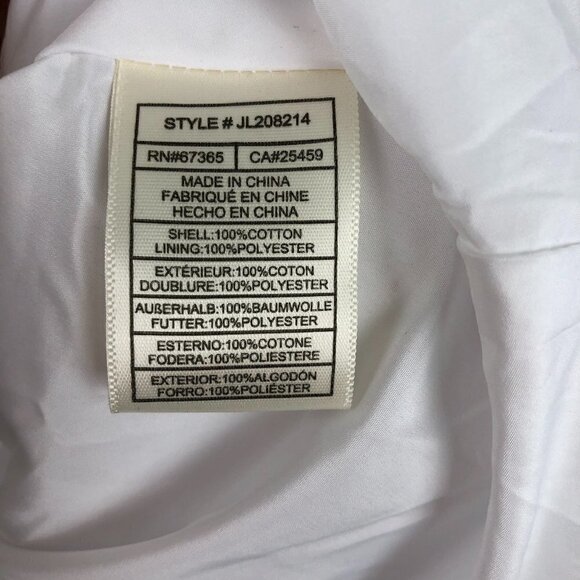 STYLE # JL208214
RN#67365 CA#25459
MADE IN CHINA
FABRIQUÉ EN CHINE
HECHO EN CHINA
SHELL:100%COTTON
LINING:100%POLYESTER
EXTÉRIEUR:100%COTON
DOUBLURE:100%POLYESTER
AUßERHALB:100%BAUMWOLLE
FUTTER:100%POLYESTER
ESTERNO:100%COTONE
FODERA:100%POLIESTERE
EXTERIOR:100%ALGODÓN
FORRO:100%POLIÉSTER